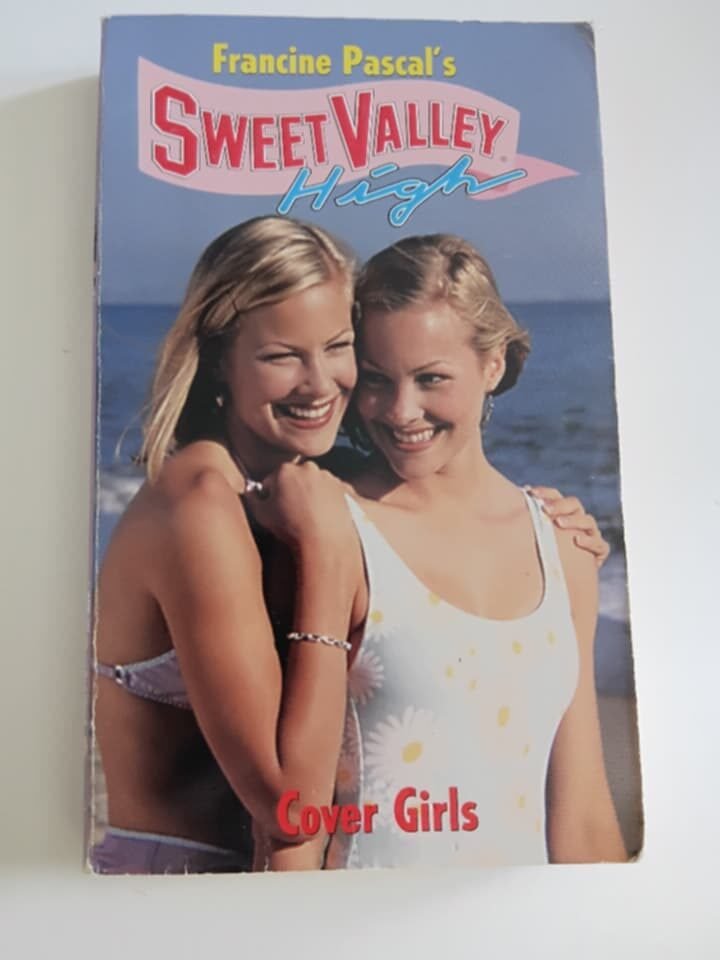 Francine Pascal's
SWEET VALLEY®
High
Cover Girls